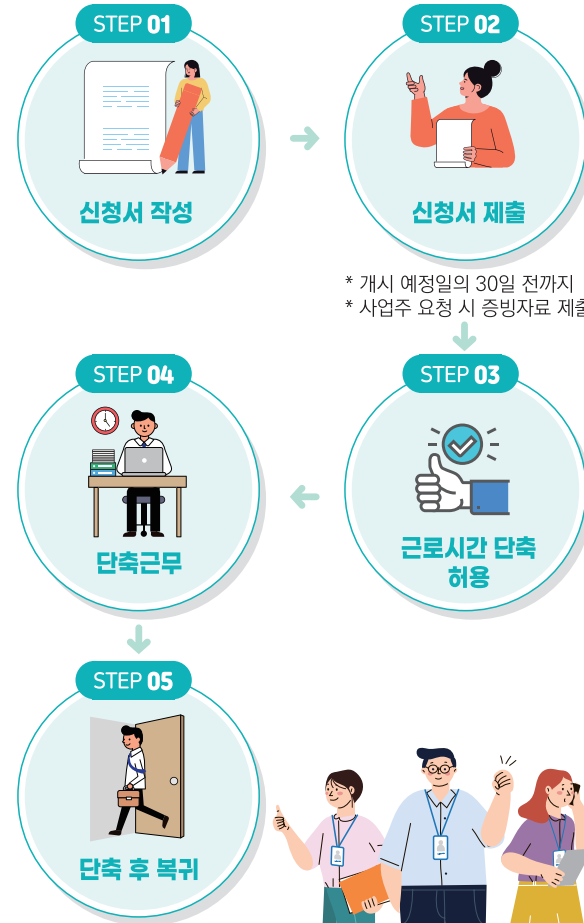 STEP 01
신청서 작성
STEP 02
신청서 제출
* 개시 예정일의 30일 전까지
* 사업주 요청 시 증빙자료
STEP 03
근로시간 단축
허용
STEP 04
단축근무
STEP 05
단축 후 복귀